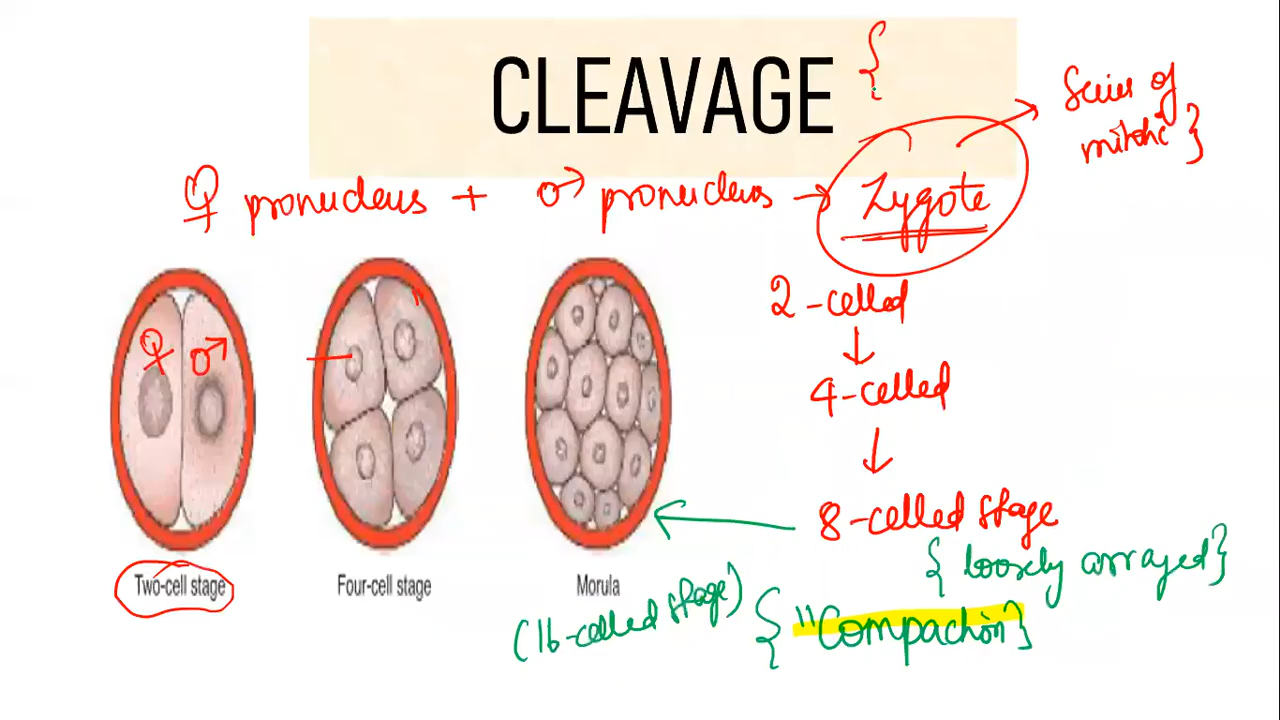 CLEAVAGE {
Series of
mitotic }
♀ pronucleus + ♂ pronucleus → Zygote
2-celled
↓
♀ ♂
4-celled
↓
8-celled stage
{ loosely arrayed }
Two-cell stage Four-cell stage Morula
(16-celled stage) { "Compaction }